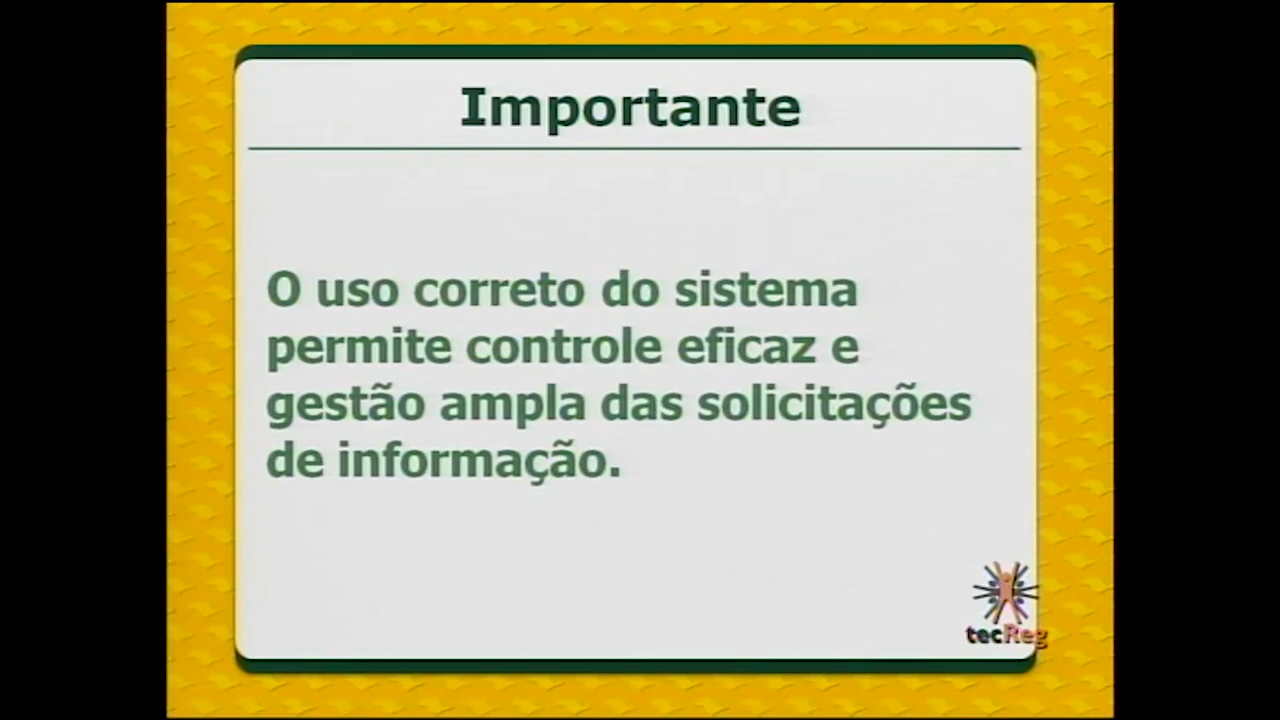 Importante
O uso correto do sistema
permite controle eficaz e
gestão ampla das solicitações
de informação.
tecReg